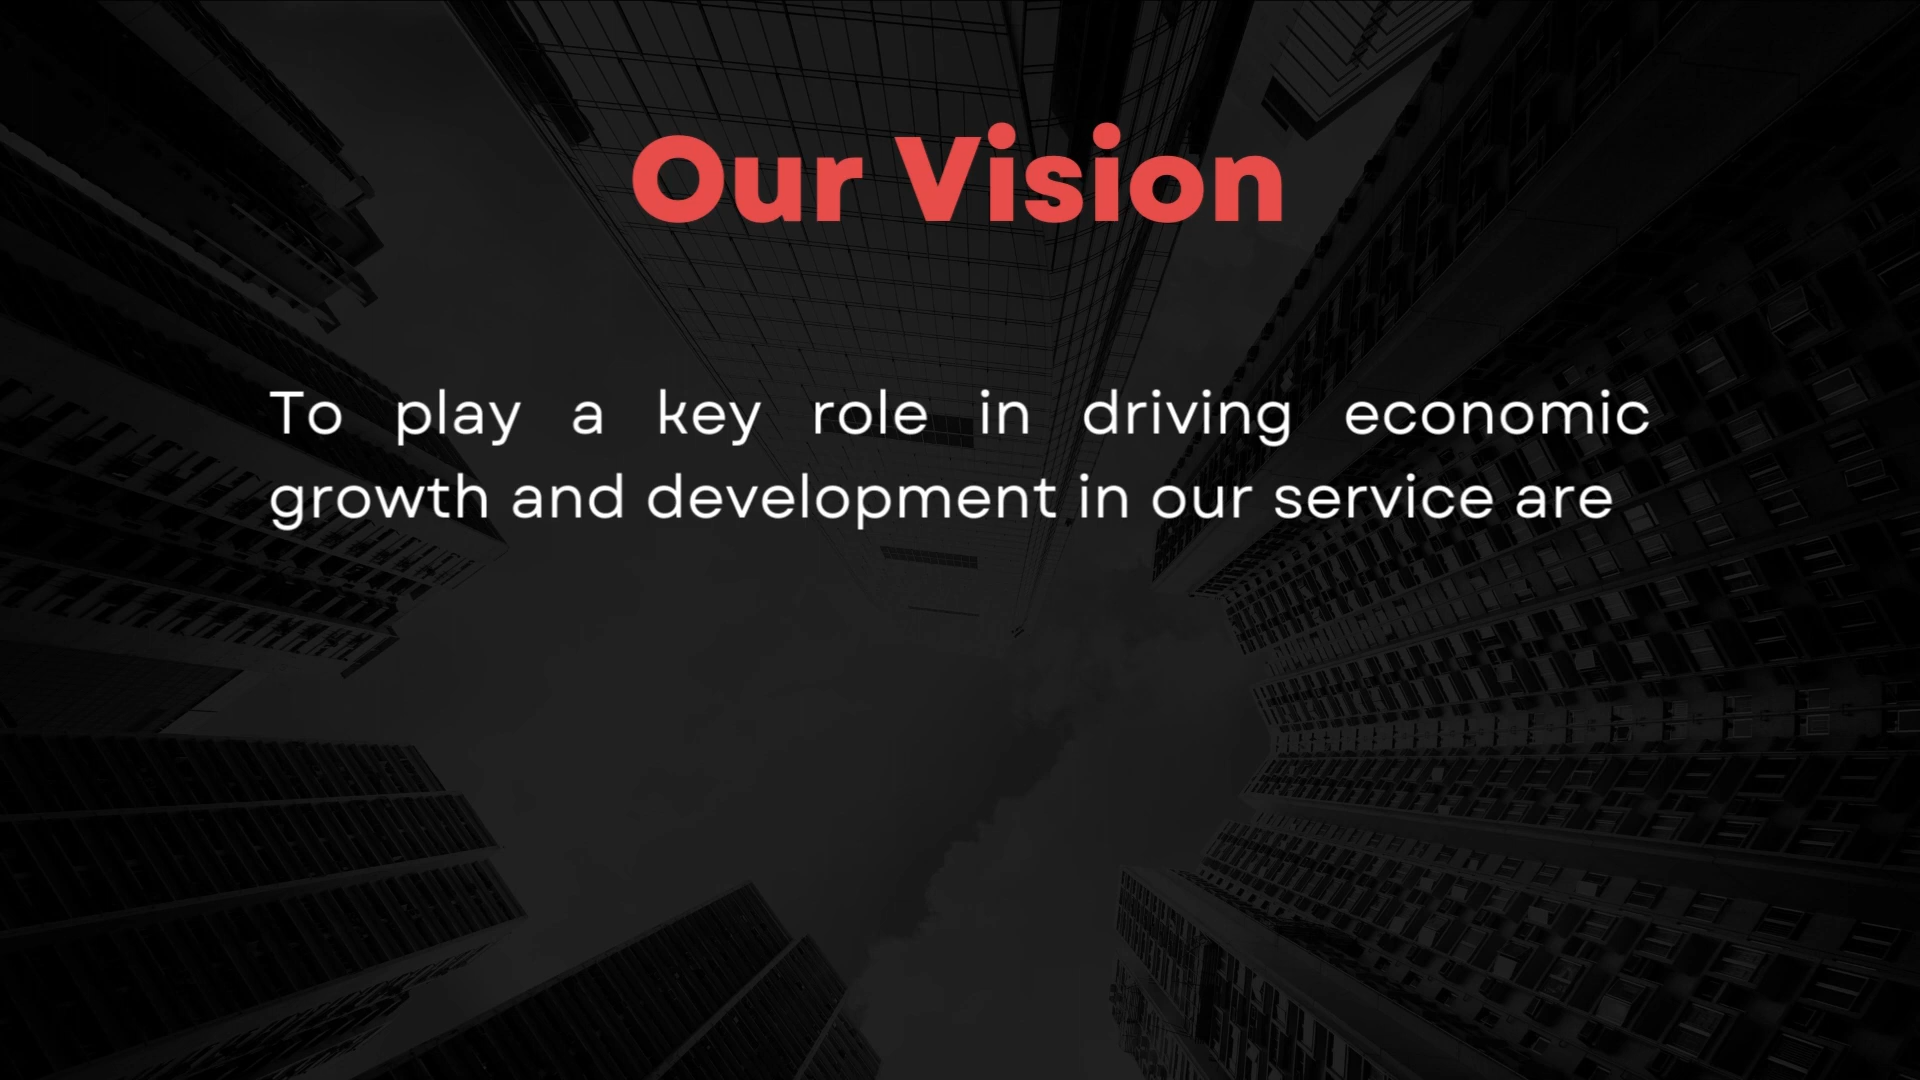 Our Vision
To play a key role in driving economic
growth and development in our service are